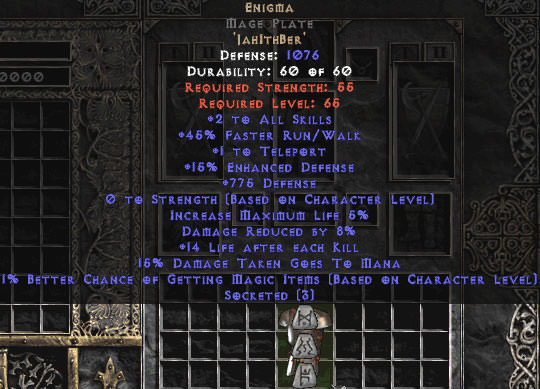 Enigma
Mage Plate
'JahIthBer'
Defense: 1076
Durability: 60 of 60
Required Strength: 55
Required Level: 65
+2 to All Skills
+45% Faster Run/Walk
+1 to Teleport
+15% Enhanced Defense
+775 Defense
0 to Strength (Based on Character Level)
Increase Maximum Life 5%
Damage Reduced by 8%
+14 Life after each Kill
15% Damage Taken Goes To Mana
1% Better Chance of Getting Magic Items (Based on Character Level)
Socketed (3)
0000